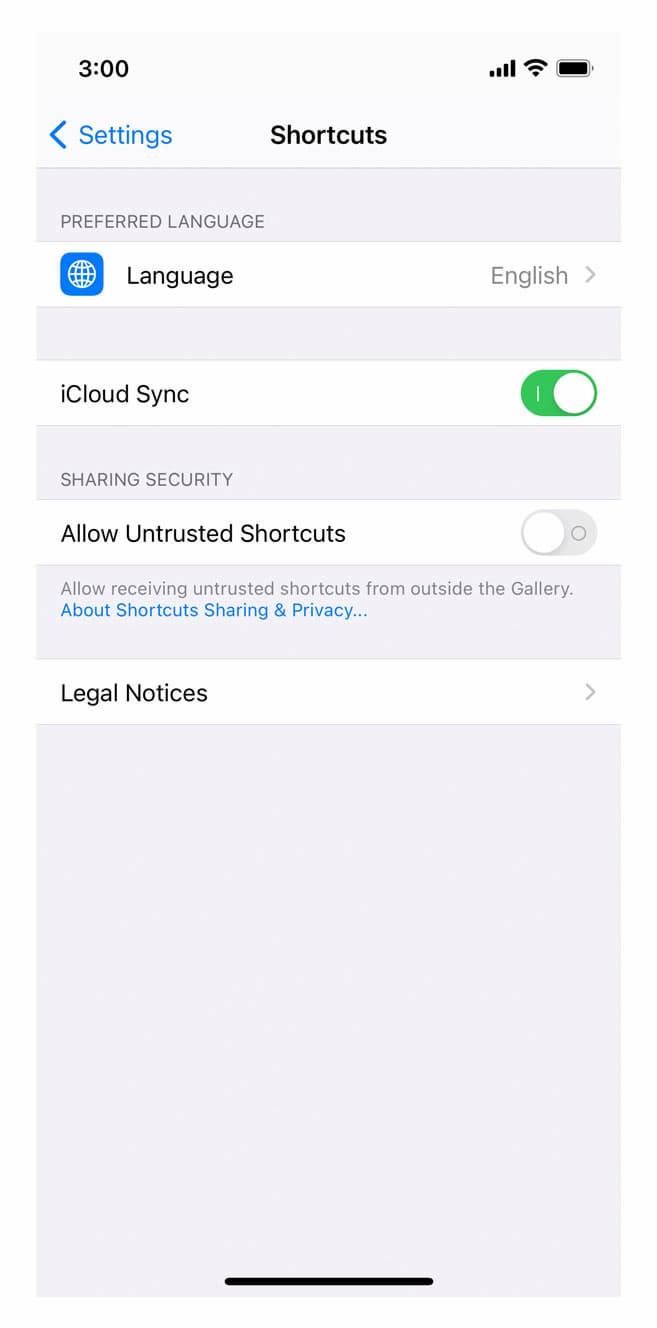 3:00
Settings
Shortcuts
PREFERRED LANGUAGE
Language
English
iCloud Sync
SHARING SECURITY
Allow Untrusted Shortcuts
Allow receiving untrusted shortcuts from outside the Gallery.
About Shortcuts Sharing & Privacy...
Legal Notices